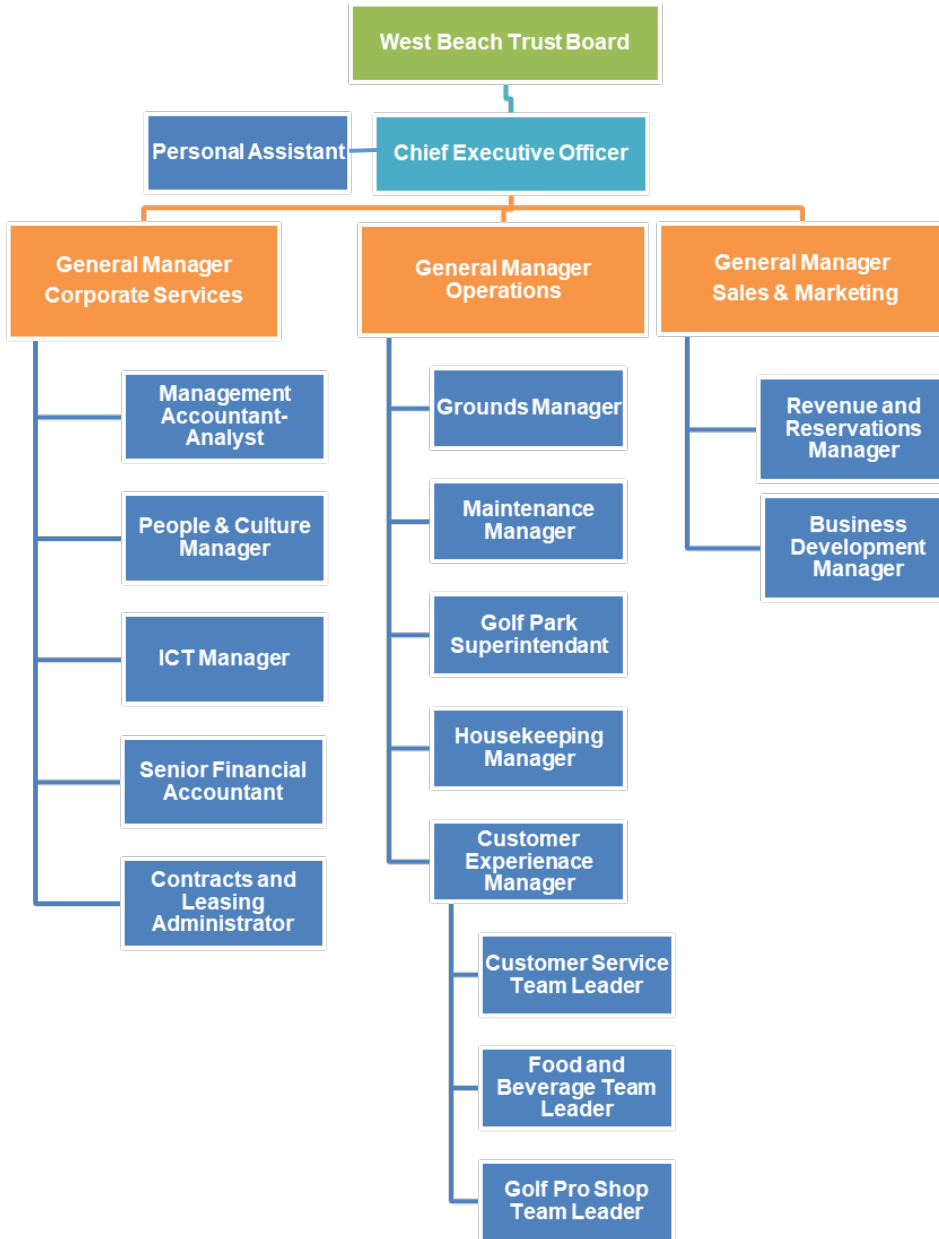 West Beach Trust Board
Personal Assistant
Chief Executive Officer
General Manager
Corporate Services
General Manager
Operations
General Manager
Sales & Marketing
Management
Accountant-
Analyst
People & Culture
Manager
ICT Manager
Senior Financial
Accountant
Contracts and
Leasing
Administrator
Grounds Manager
Maintenance
Manager
Golf Park
Superintendant
Housekeeping
Manager
Customer
Experienace
Manager
Customer Service
Team Leader
Food and
Beverage Team
Leader
Golf Pro Shop
Team Leader
Revenue and
Reservations
Manager
Business
Development
Manager